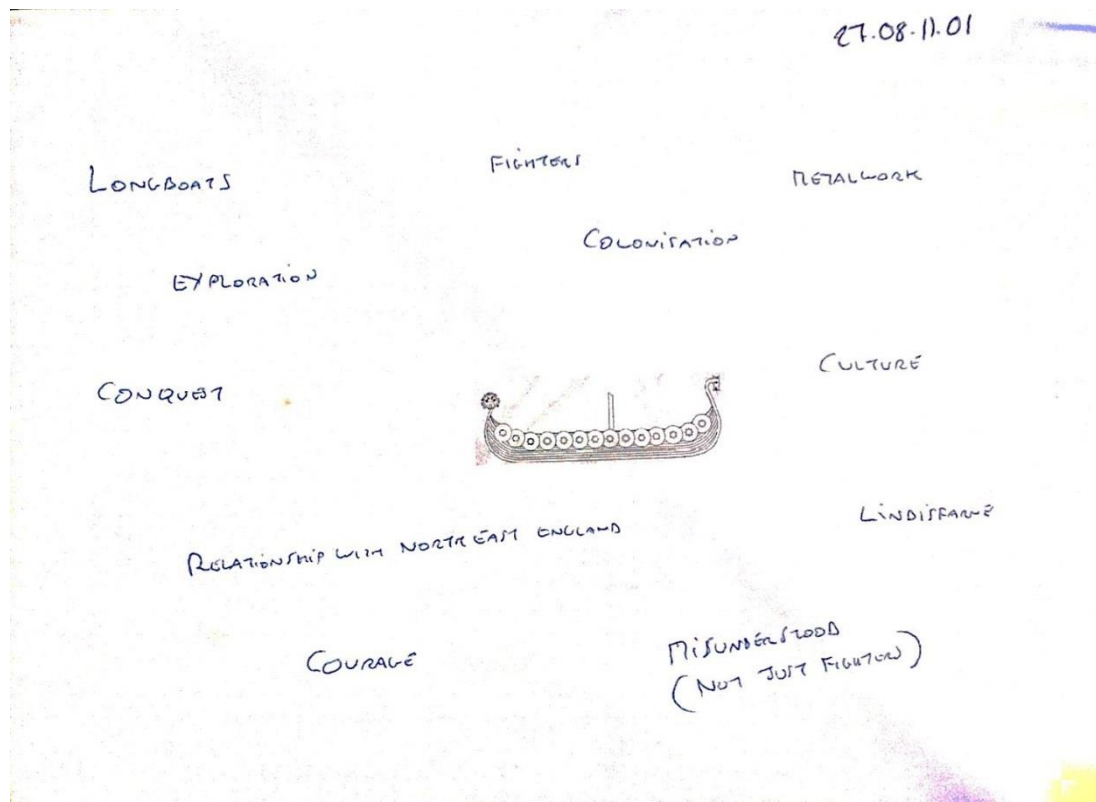 27.08.11.01
LONGBOATS
FIGHTERS
METALWORK
COLONISATION
EXPLORATION
CULTURE
CONQUEST
LINDISFARNE
RELATIONSHIP WITH NORTH EAST ENGLAND
COURAGE
MISUNDERSTOOD
(NOT JUST FIGHTERS)